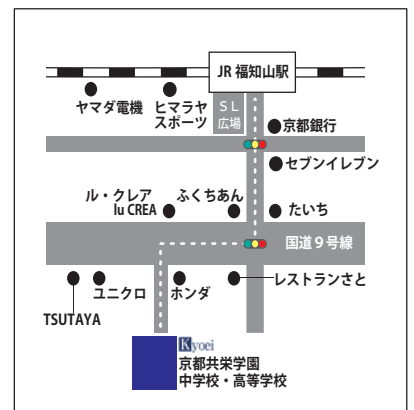 JR 福知山駅
ヤマダ電機
ヒマラヤ
スポーツ
SL
広場
京都銀行
セブンイレブン
ル・クレア
lu CREA
ふくちあん
たいち
国道9号線
TSUTAYA
ユニクロ
ホンダ
レストランさと
Kyoei
京都共栄学園
中学校・高等学校